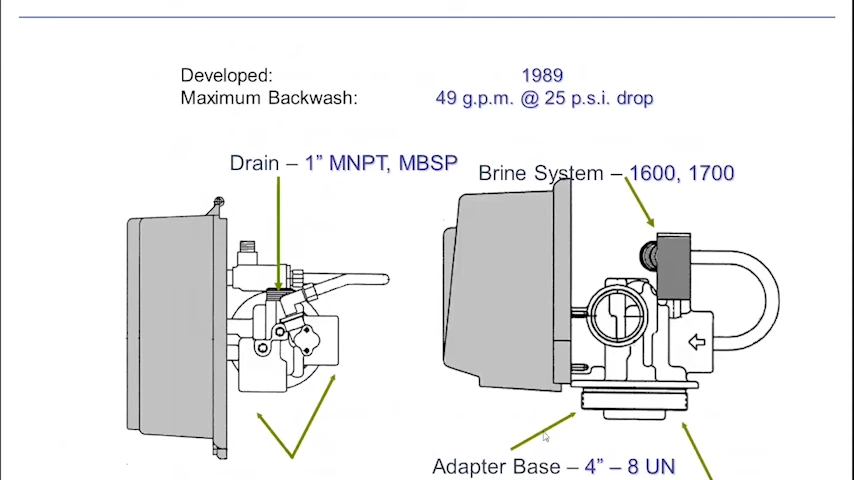 Developed: 1989
Maximum Backwash: 49 g.p.m. @ 25 p.s.i. drop
Drain – 1” MNPT, MBSP
Brine System – 1600, 1700
Adapter Base – 4” – 8 UN